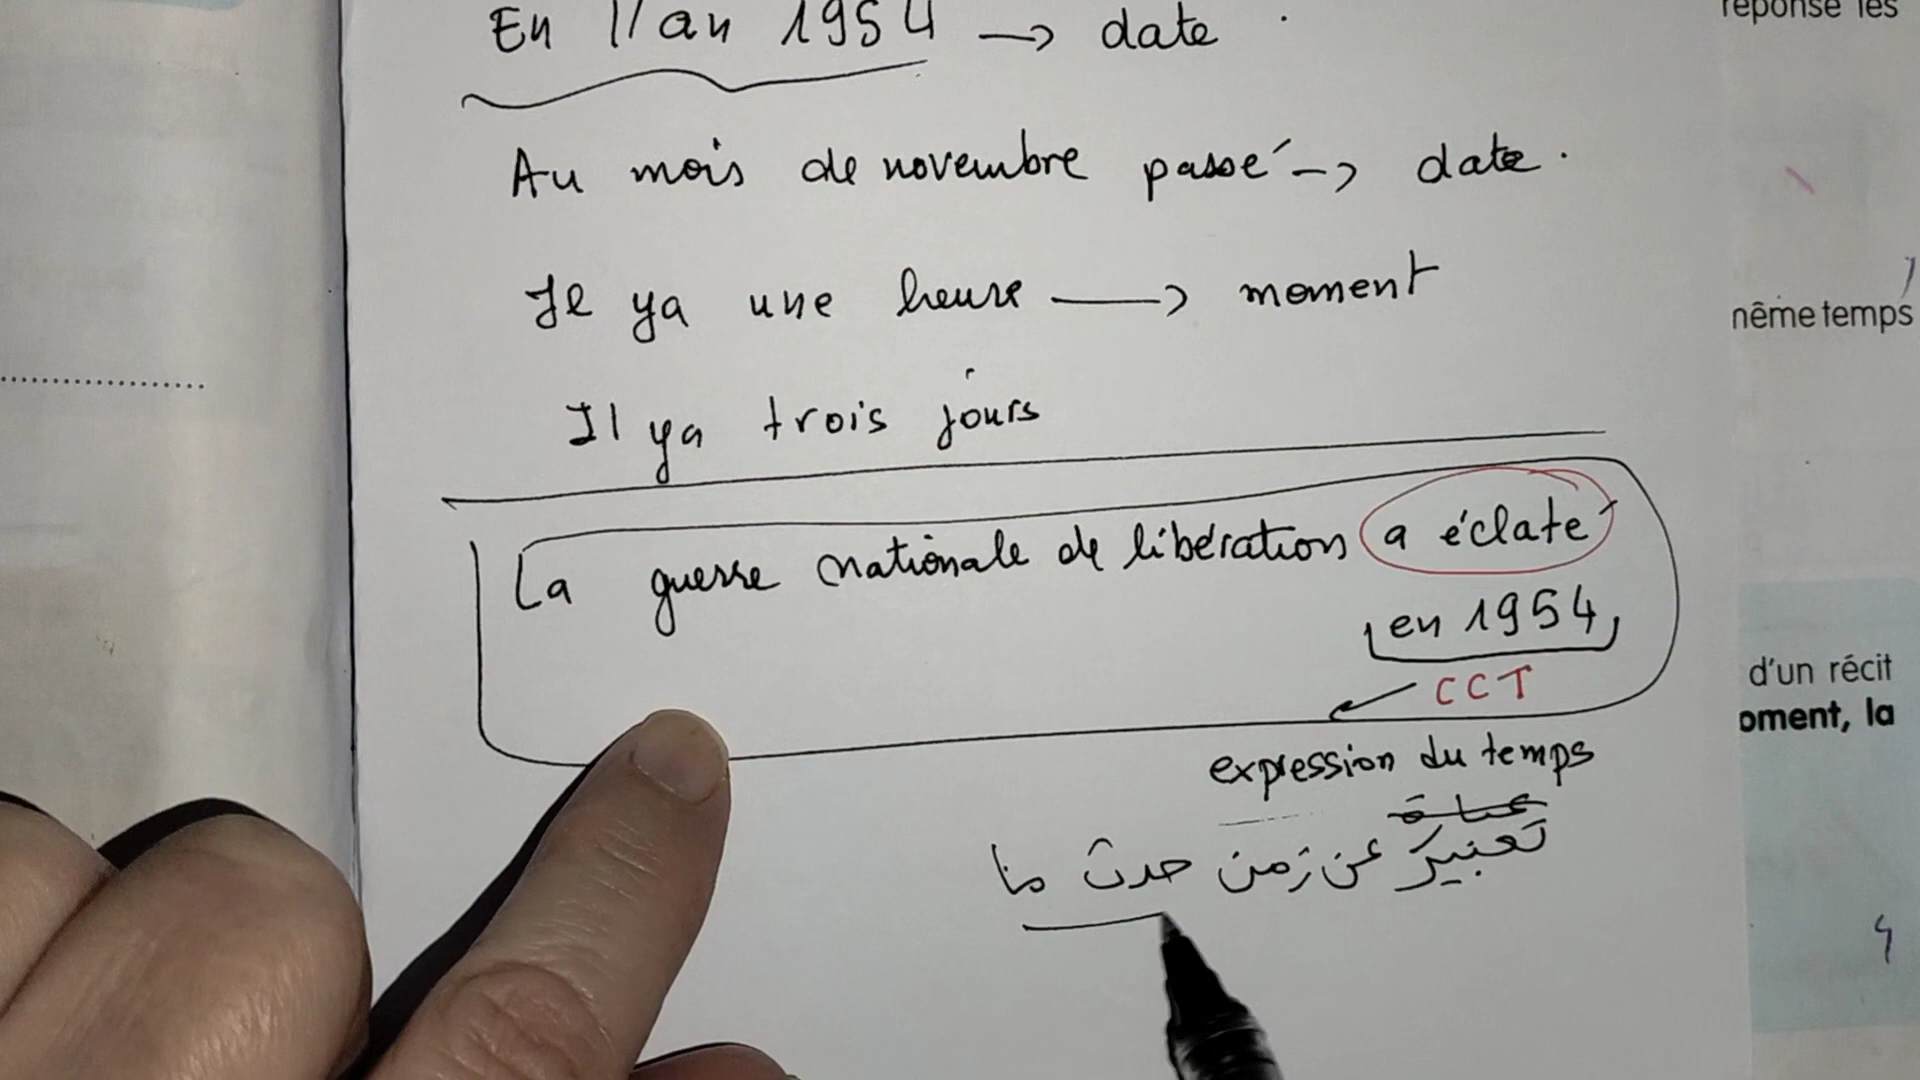 En l'an 1954 → date .
Au mois de novembre passé → date .
Il ya une heure → moment
Il ya trois jours
La guerre nationale de libération a éclaté
en 1954
CCT
expression du temps
تعبير عن زمن حدث ما
réponse les
même temps
d'un récit
oment, la